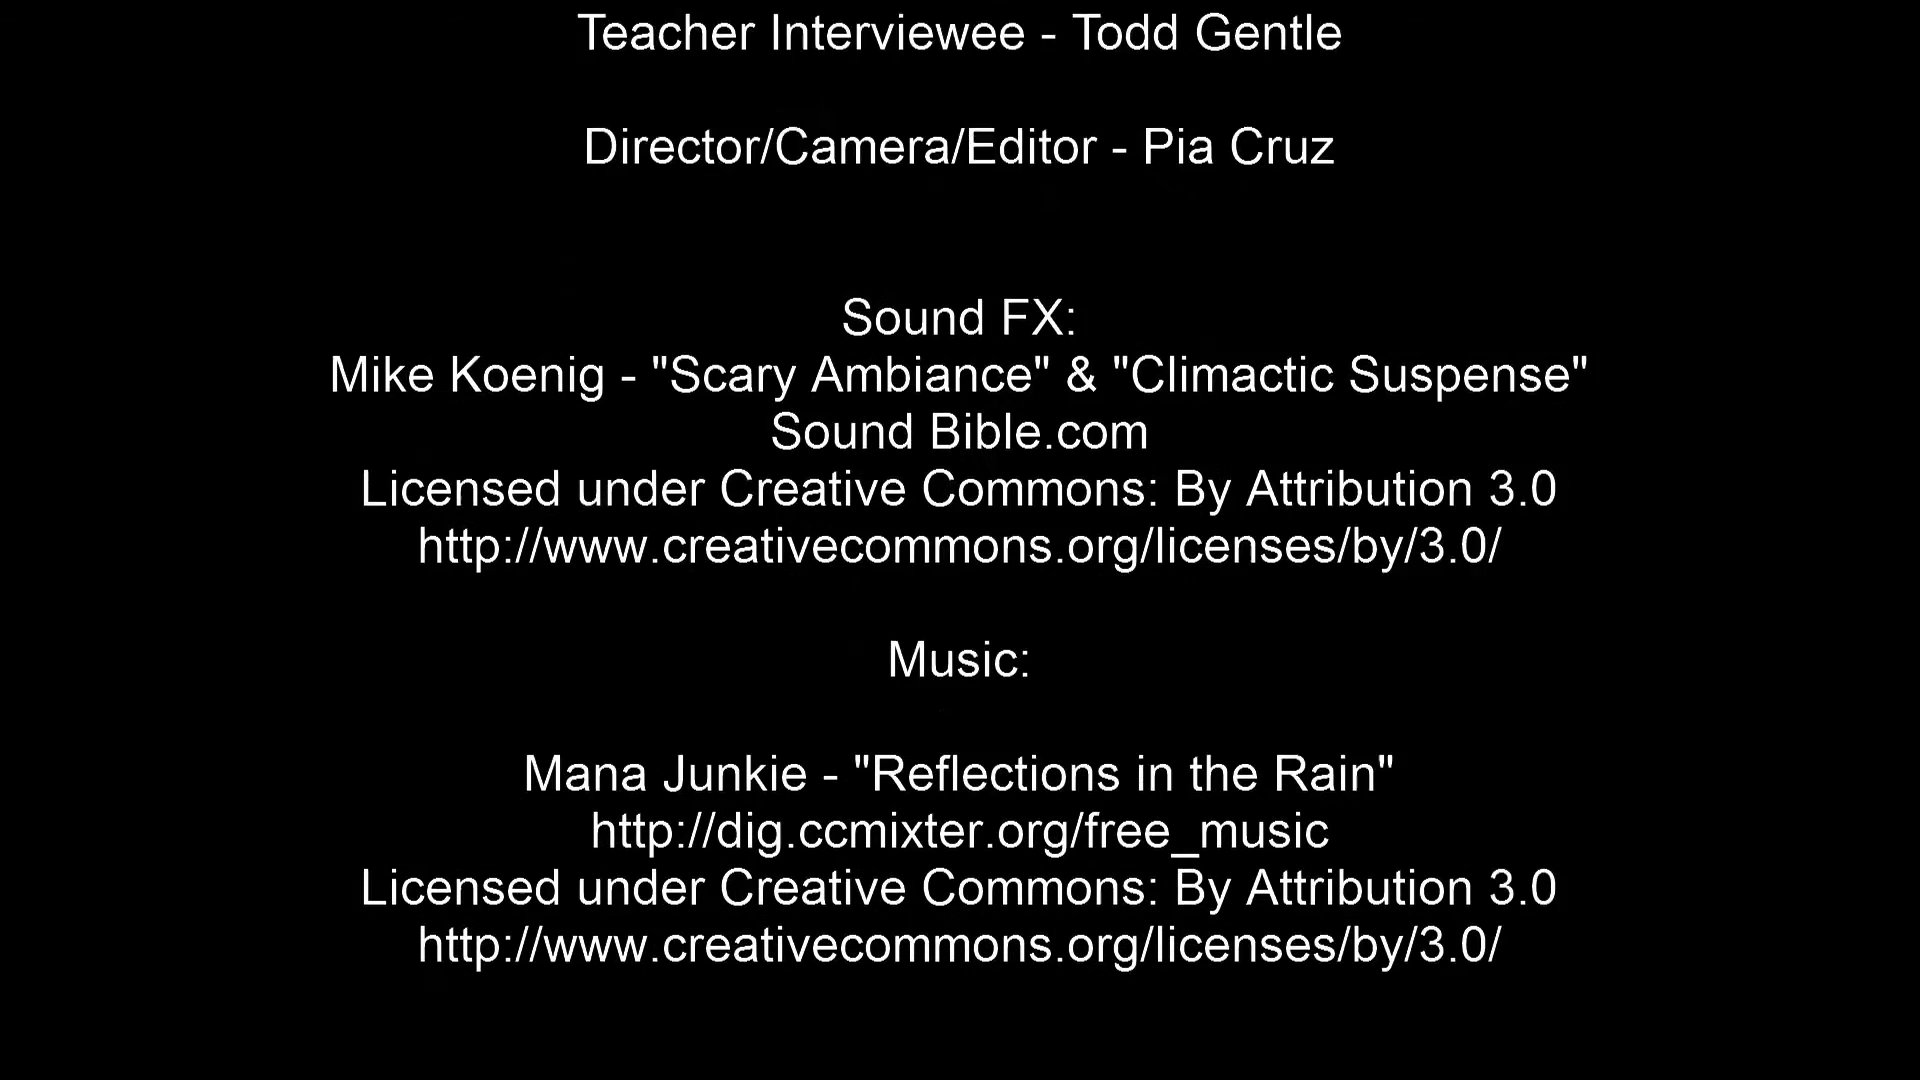 Teacher Interviewee - Todd Gentle
Director/Camera/Editor - Pia Cruz
Sound FX:
Mike Koenig - "Scary Ambiance" & "Climactic Suspense"
Sound Bible.com
Licensed under Creative Commons: By Attribution 3.0
http://www.creativecommons.org/licenses/by/3.0/
Music:
Mana Junkie - "Reflections in the Rain"
http://dig.ccmixter.org/free_music
Licensed under Creative Commons: By Attribution 3.0
http://www.creativecommons.org/licenses/by/3.0/